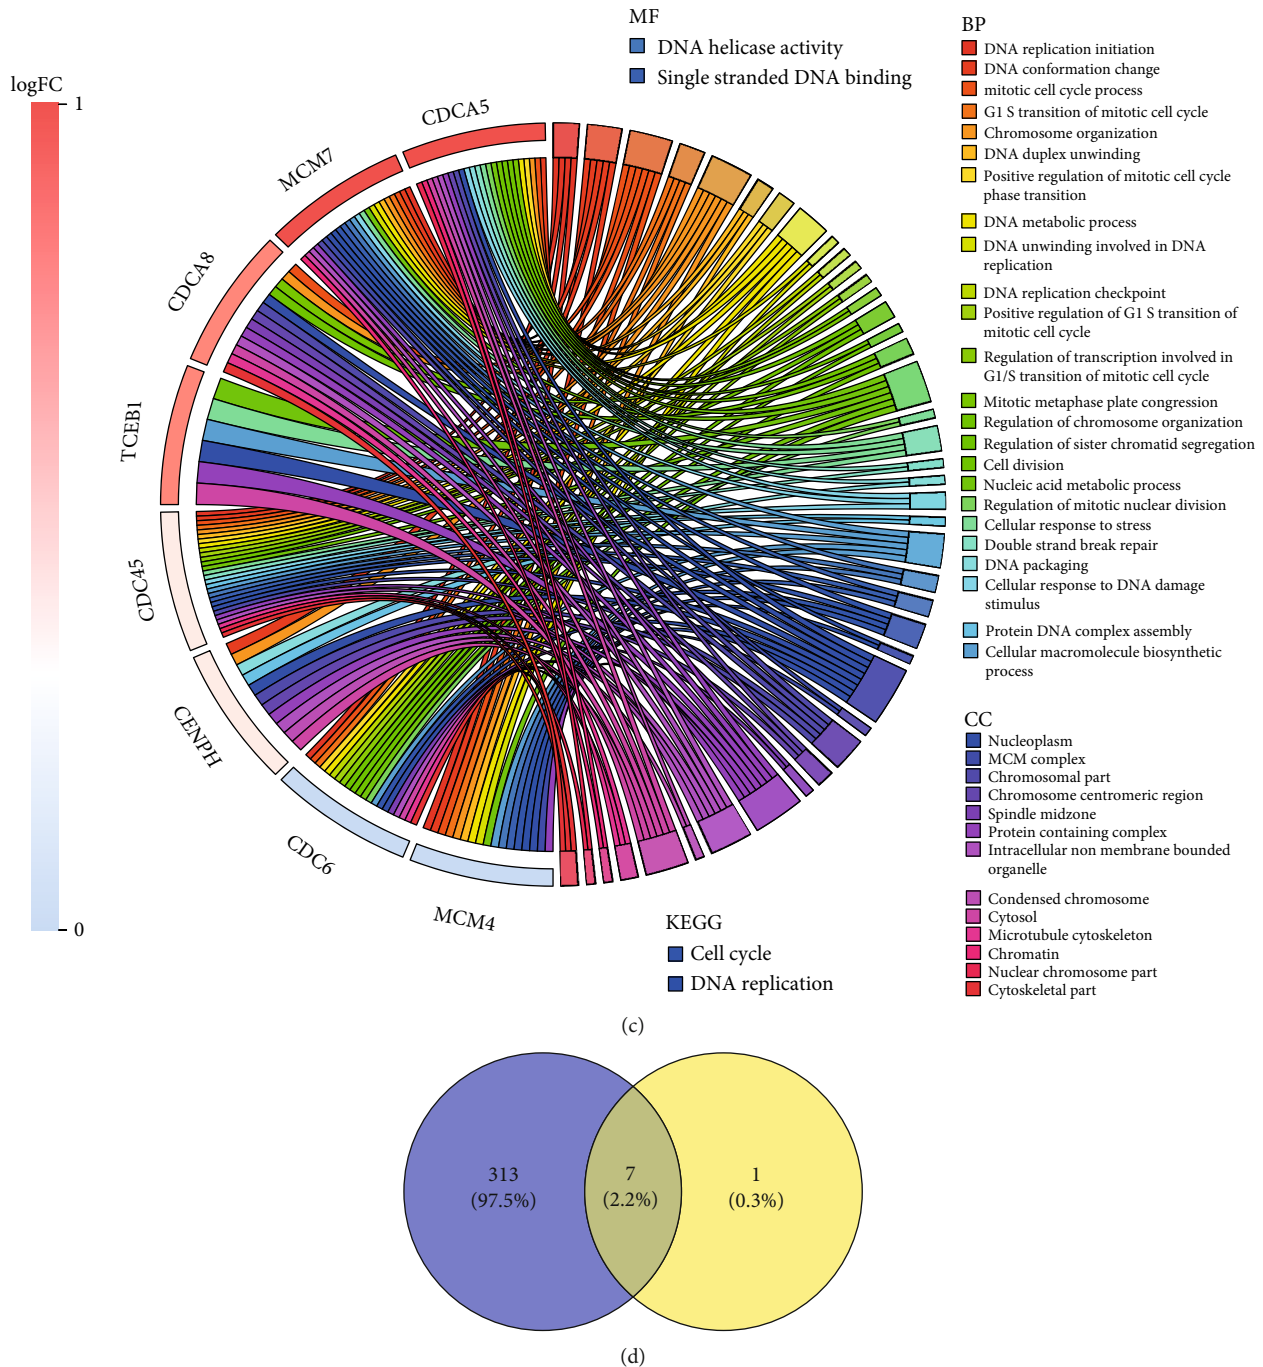 logFC
1
0
CDCA5
MCM7
CDCA8
TCEB1
CDC45
CENPH
CDC6
MCM4
MF
DNA helicase activity
Single stranded DNA binding
BP
DNA replication initiation
DNA conformation change
mitotic cell cycle process
G1 S transition of mitotic cell cycle
Chromosome organization
DNA duplex unwinding
Positive regulation of mitotic cell cycle
phase transition
DNA metabolic process
DNA unwinding involved in DNA
replication
DNA replication checkpoint
Positive regulation of G1 S transition of
mitotic cell cycle
Regulation of transcription involved in
G1/S transition of mitotic cell cycle
Mitotic metaphase plate congression
Regulation of chromosome organization
Regulation of sister chromatid segregation
Cell division
Nucleic acid metabolic process
Regulation of mitotic nuclear division
Cellular response to stress
Double strand break repair
DNA packaging
Cellular response to DNA damage
stimulus
Protein DNA complex assembly
Cellular macromolecule biosynthetic
process
CC
Nucleoplasm
MCM complex
Chromosomal part
Chromosome centromeric region
Spindle midzone
Protein containing complex
Intracellular non membrane bounded
organelle
Condensed chromosome
Cytosol
Microtubule cytoskeleton
Chromatin
Nuclear chromosome part
Cytoskeletal part
KEGG
Cell cycle
DNA replication
(c)
313
(97.5%)
7
(2.2%)
1
(0.3%)
(d)